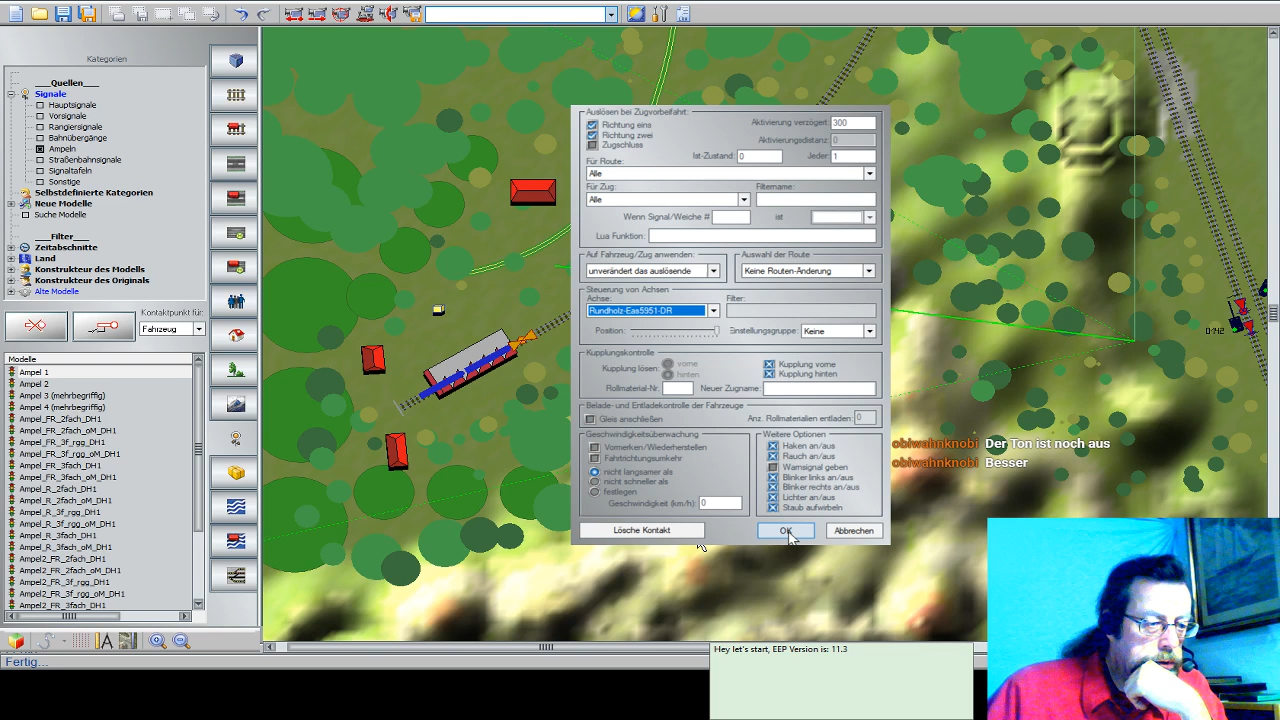 Kategorien
___Quellen___
Signale
Hauptsignale
Vorsignale
Rangiersignale
Bahnübergänge
Ampeln
Straßenbahnsignale
Signaltafeln
Sonstige
Selbstdefinierte Kategorien
Neue Modelle
Suche Modelle
___Filter___
Zeitabschnitte
Land
Konstrukteure des Modells
Konstrukteure des Originals
Alte Modelle
Kontaktpunkt für:
Fahrzeug
Modelle
Ampel 1
Ampel 2
Ampel 3 (mehrbegriffig)
Ampel 4 (mehrbegriffig)
Ampel_FR_2fach_DH1
Ampel_FR_2fach_oM_DH1
Ampel_FR_3f_rgg_DH1
Ampel_FR_3f_rgg_oM_DH1
Ampel_FR_3fach_DH1
Ampel_FR_3fach_oM_DH1
Ampel_R_2fach_DH1
Ampel_R_2fach_oM_DH1
Ampel_R_3f_rgg_DH1
Ampel_R_3f_rgg_oM_DH1
Ampel_R_3fach_DH1
Ampel_R_3fach_oM_DH1
Ampel2_FR_2fach_DH1
Ampel2_FR_2fach_oM_DH1
Ampel2_FR_3f_rgg_DH1
Ampel2_FR_3f_rgg_oM_DH1
Ampel2_FR_3fach_DH1
Fertig...
Auslösen bei Zugvorbeifahrt:
Richtung eins
Aktivierung verzögert: 300
Richtung zwei
Aktivierungsdistanz: 0
Zugschluss
Ist-Zustand 0 Jeder: 1
Für Route:
Alle
Für Zug: Filtername:
Alle
Wenn Signal/Weiche # ist
Lua Funktion:
Auf Fahrzeug/Zug anwenden: Auswahl der Route
unverändert das auslösende Keine Routen-Änderung
Steuerung von Achsen
Achse: Filter:
Rundholz-Eas5951-DR
Position: Einstellungsgruppe: Keine
Kupplungskontrolle
Kupplung lösen: vorne
hinten
Kupplung vorne
Kupplung hinten
Rollmaterial-Nr. Neuer Zugname:
Belade- und Entladekontrolle der Fahrzeuge
Gleis anschließen Anz. Rollmaterialien entladen: 0
Geschwindigkeitsüberwachung
Vormerken/Wiederherstellen
Fahrtrichtungsumkehr
nicht langsamer als
nicht schneller als
festlegen
Geschwindigkeit (km/h): 0
Weitere Optionen
Haken an/aus
Rauch an/aus
Warnsignal geben
Blinker links an/aus
Blinker rechts an/aus
Lichter an/aus
Staub aufwirbeln
Lösche Kontakt OK Abbrechen
obiwahnknobi Der Ton ist noch aus
obiwahnknobi Besser
Hey let's start, EEP Version is: 11.3